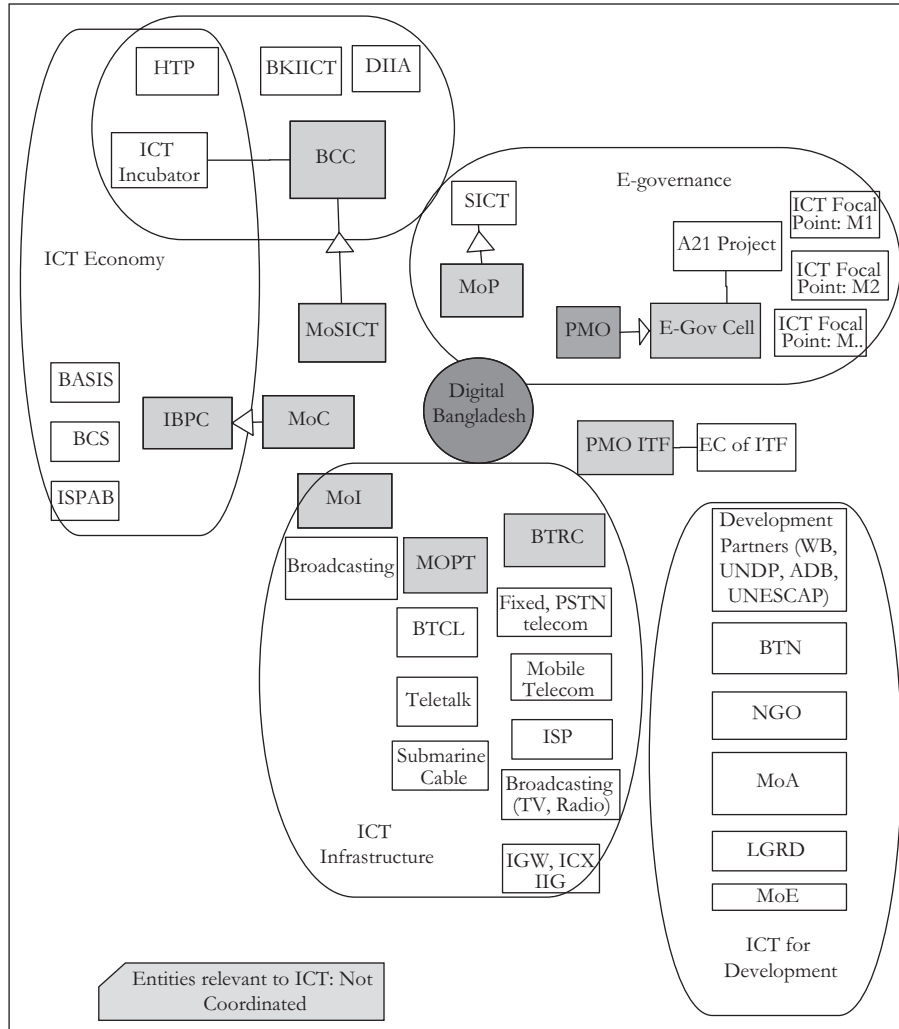 HTP
BKIICT
DIIA
ICT
Incubator
BCC
ICT Economy
MoSICT
BASIS
BCS
ISPAB
IBPC
MoC
E-governance
SICT
MoP
A21 Project
PMO
E-Gov Cell
ICT Focal
Point: M1
ICT Focal
Point: M2
ICT Focal
Point: M..
Digital
Bangladesh
PMO ITF
EC of ITF
MoI
Broadcasting
MOPT
BTRC
BTCL
Fixed, PSTN
telecom
Teletalk
Mobile
Telecom
Submarine
Cable
ISP
Broadcasting
(TV, Radio)
ICT
Infrastructure
IGW, ICX
IIG
Development
Partners (WB,
UNDP, ADB,
UNESCAP)
BTN
NGO
MoA
LGRD
MoE
ICT for
Development
Entities relevant to ICT: Not
Coordinated